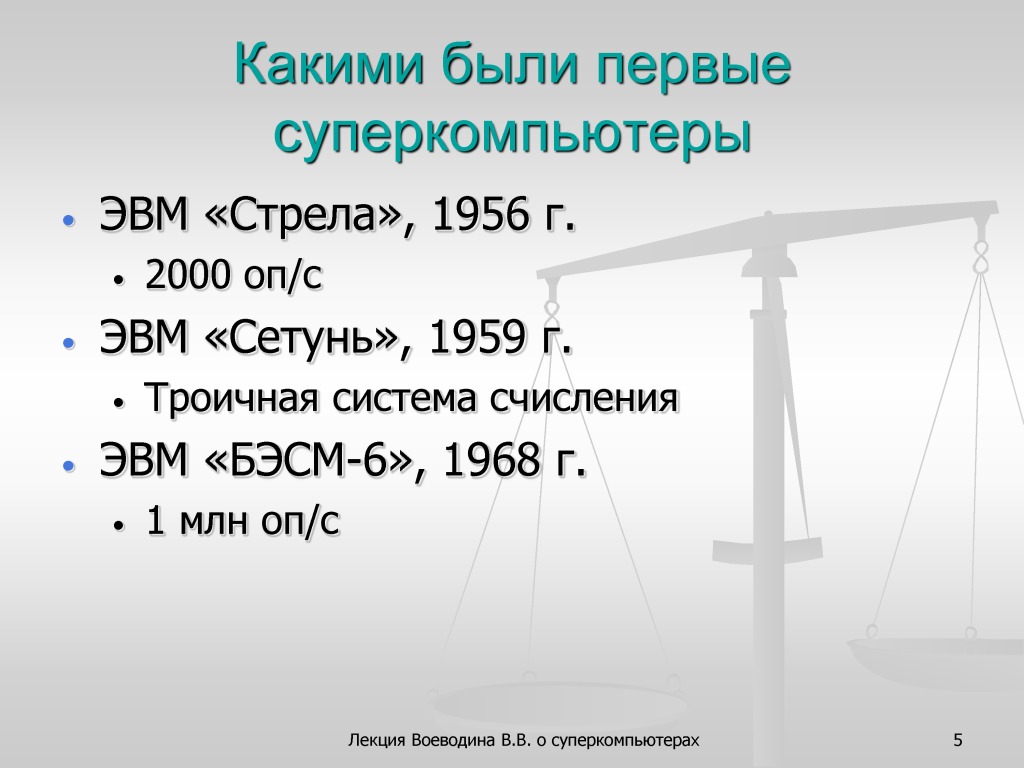 Какими были первые
суперкомпьютеры
• ЭВМ «Стрела», 1956 г.
• 2000 оп/с
• ЭВМ «Сетунь», 1959 г.
• Троичная система счисления
• ЭВМ «БЭСМ-6», 1968 г.
• 1 млн оп/с
Лекция Воеводина В.В. о суперкомпьютерах 5